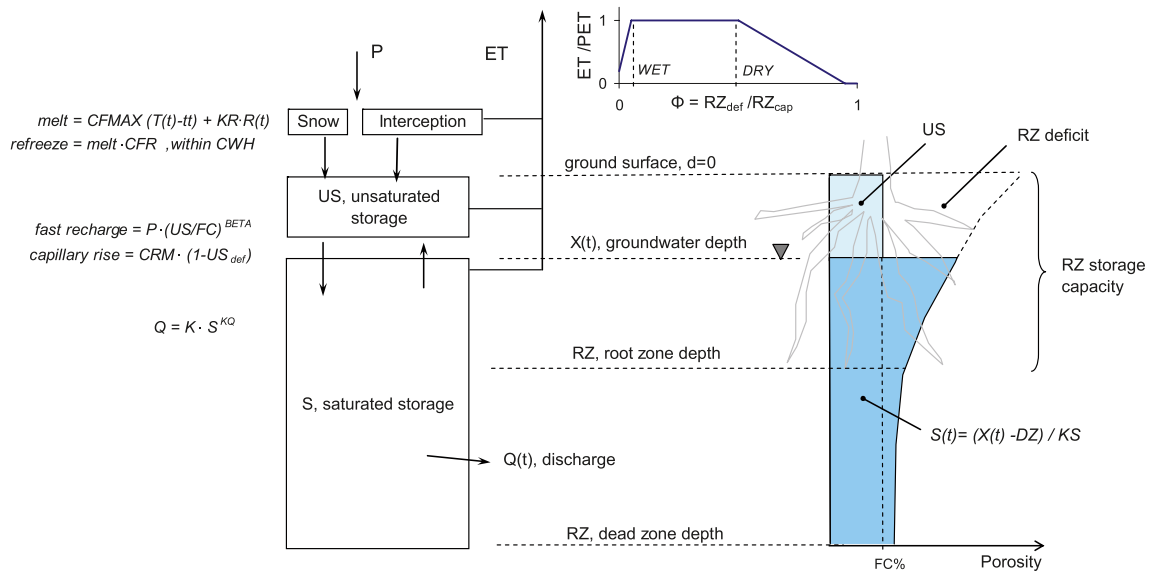 P
ET
ET /PET
1
0
WET
DRY
0
Φ = RZdef /RZcap
1
melt = CFMAX (T(t)-tt) + KR·R(t)
refreeze = melt·CFR ,within CWH
Snow
Interception
US
RZ deficit
ground surface, d=0
US, unsaturated
storage
fast recharge = P·(US/FC)BETA
capillary rise = CRM· (1-USdef)
X(t), groundwater depth
RZ storage
capacity
Q = K· SKQ
RZ, root zone depth
S, saturated storage
S(t)= (X(t) -DZ) / KS
Q(t), discharge
RZ, dead zone depth
FC%
Porosity